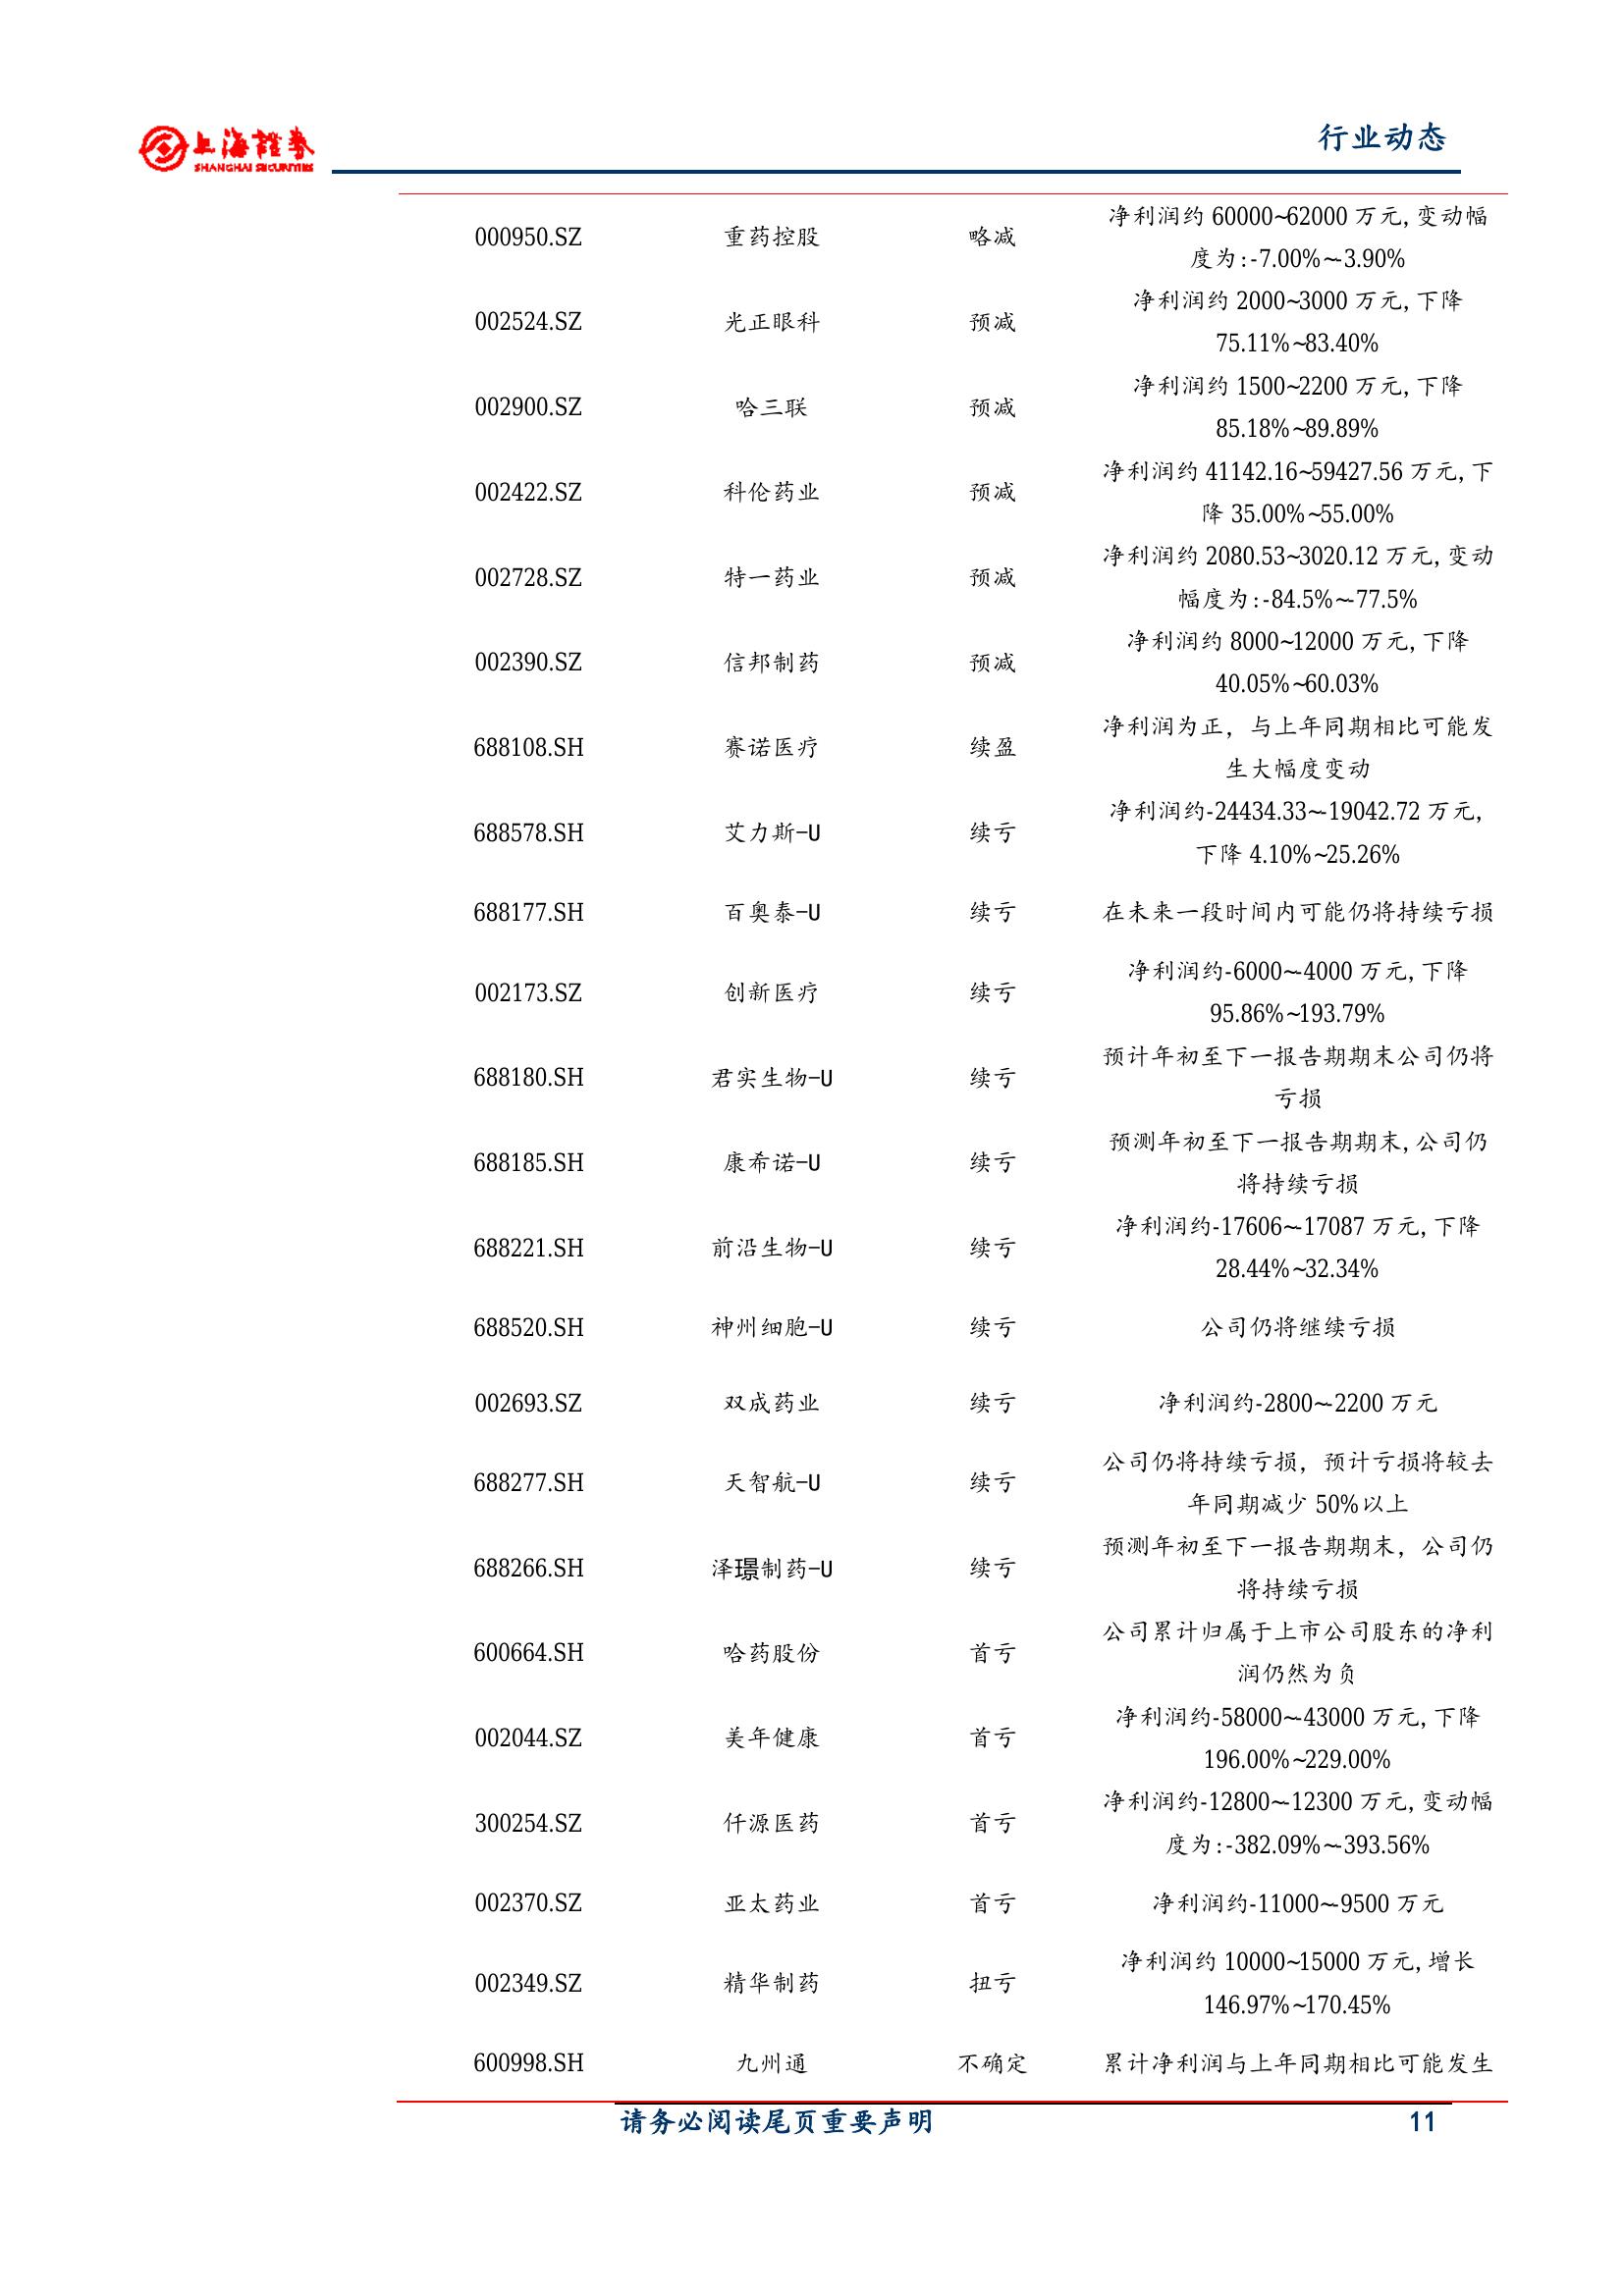 上海證券
SHANGHAI SECURITIES
行业动态
净利润约 60000~62000 万元,变动幅
000950.SZ 重药控股 略减
度为:-7.00%~-3.90%
净利润约 2000~3000 万元,下降
002524.SZ 光正眼科 预减
75.11%~83.40%
净利润约 1500~2200 万元,下降
002900.SZ 哈三联 预减
85.18%~89.89%
净利润约 41142.16~59427.56 万元,下
002422.SZ 科伦药业 预减
降 35.00%~55.00%
净利润约 2080.53~3020.12 万元,变动
002728.SZ 特一药业 预减
幅度为:-84.5%~-77.5%
净利润约 8000~12000 万元,下降
002390.SZ 信邦制药 预减
40.05%~60.03%
净利润为正，与上年同期相比可能发
688108.SH 赛诺医疗 续盈
生大幅度变动
净利润约-24434.33~-19042.72 万元,
688578.SH 艾力斯-U 续亏
下降 4.10%~25.26%
688177.SH 百奥泰-U 续亏 在未来一段时间内可能仍将持续亏损
净利润约-6000~-4000 万元,下降
002173.SZ 创新医疗 续亏
95.86%~193.79%
预计年初至下一报告期期末公司仍将
688180.SH 君实生物-U 续亏
亏损
预测年初至下一报告期期末,公司仍
688185.SH 康希诺-U 续亏
将持续亏损
净利润约-17606~-17087 万元,下降
688221.SH 前沿生物-U 续亏
28.44%~32.34%
688520.SH 神州细胞-U 续亏 公司仍将继续亏损
002693.SZ 双成药业 续亏 净利润约-2800~-2200 万元
公司仍将持续亏损，预计亏损将较去
688277.SH 天智航-U 续亏
年同期减少 50%以上
预测年初至下一报告期期末，公司仍
688266.SH 泽璟制药-U 续亏
将持续亏损
公司累计归属于上市公司股东的净利
600664.SH 哈药股份 首亏
润仍然为负
净利润约-58000~-43000 万元,下降
002044.SZ 美年健康 首亏
196.00%~229.00%
净利润约-12800~-12300 万元,变动幅
300254.SZ 仟源医药 首亏
度为:-382.09%~-393.56%
002370.SZ 亚太药业 首亏 净利润约-11000~-9500 万元
净利润约 10000~15000 万元,增长
002349.SZ 精华制药 扭亏
146.97%~170.45%
600998.SH 九州通 不确定 累计净利润与上年同期相比可能发生
请务必阅读尾页重要声明 11